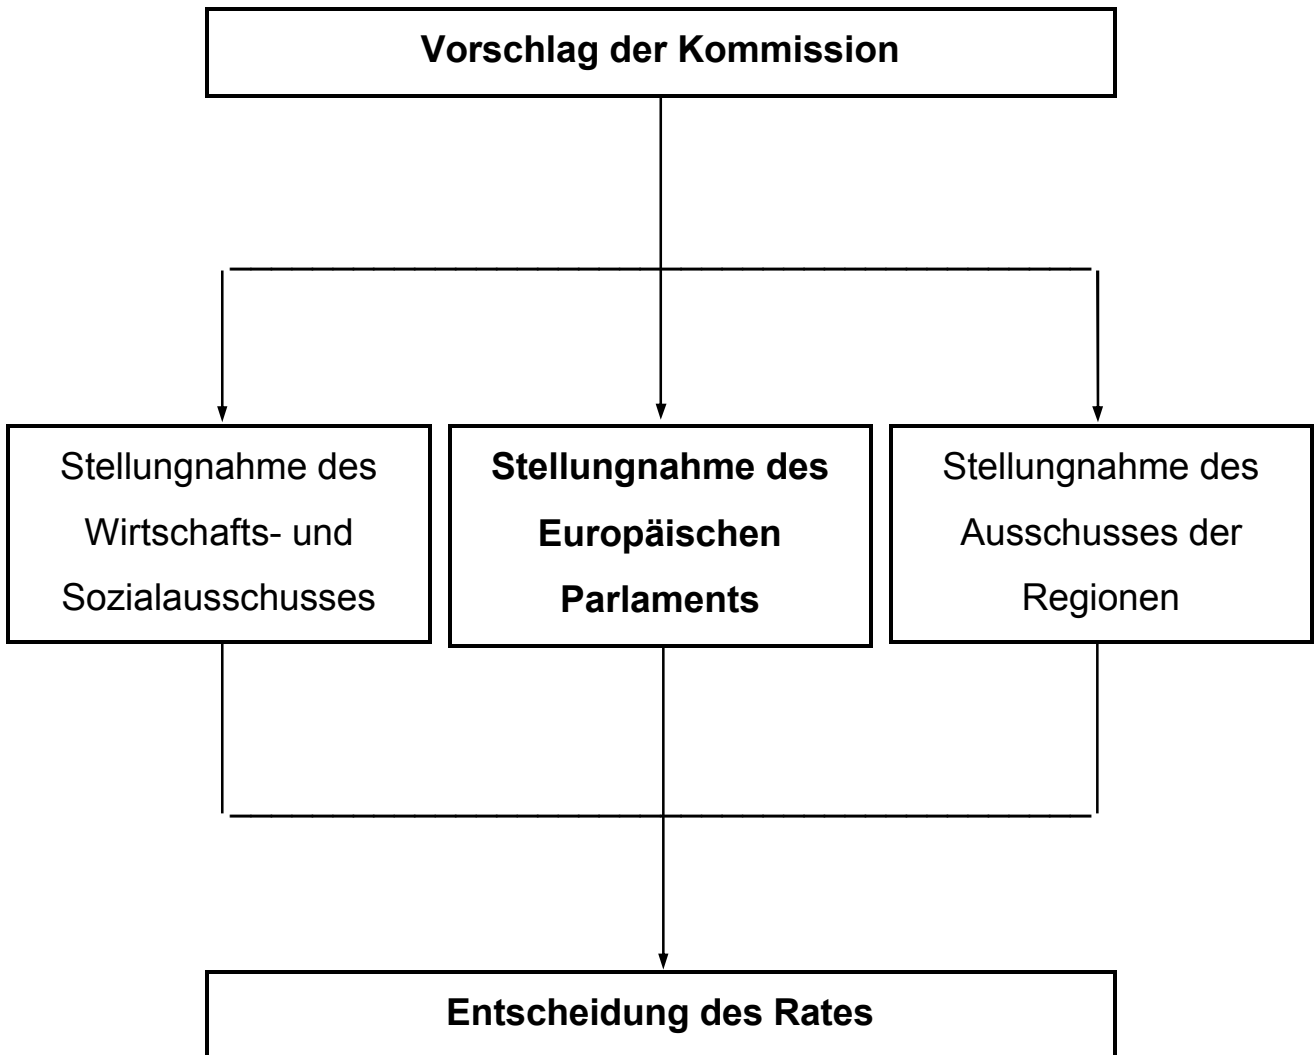 Vorschlag der Kommission
Stellungnahme des
Wirtschafts- und
Sozialausschusses
Stellungnahme des
Europäischen
Parlaments
Stellungnahme des
Ausschusses der
Regionen
Entscheidung des Rates